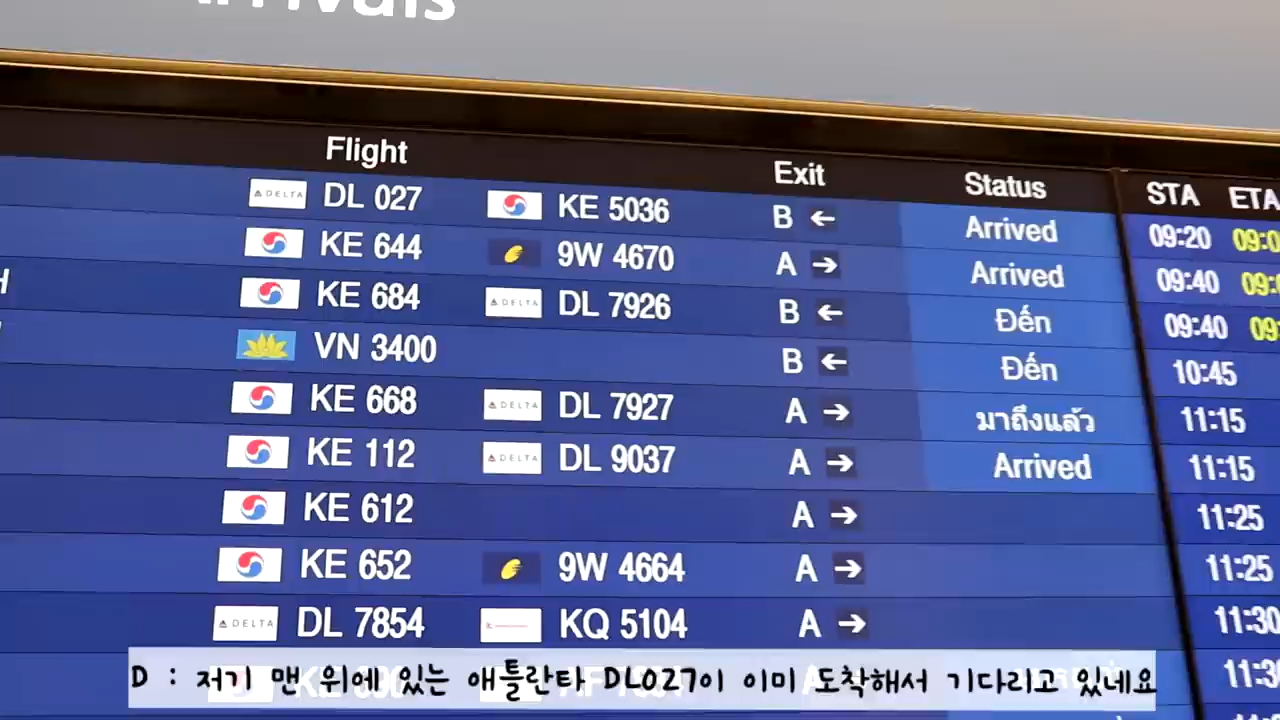 Arrivals
Flight Exit Status STA ETA
DELTA DL 027 KE 5036 B ← Arrived 09:20
KE 644 9W 4670 A → Arrived 09:40
H KE 684 DELTA DL 7926 B ← Đến 09:40
VN 3400 B ← Đến 10:45
KE 668 DELTA DL 7927 A → มาถึงแล้ว 11:15
KE 112 DELTA DL 9037 A → Arrived 11:15
KE 612 A → 11:25
KE 652 9W 4664 A → 11:25
DELTA DL 7854 KQ 5104 A → 11:30
D : 저기 맨 위에 있는 애틀란타 DL027이 이미 도착해서 기다리고 있네요